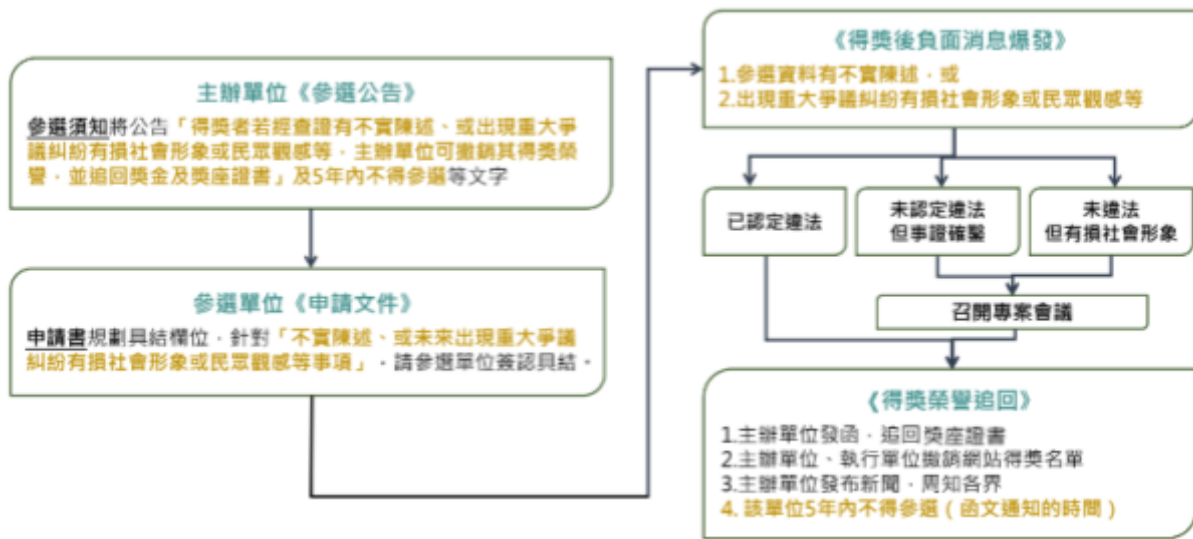 主辦單位《參選公告》
參選須知將公告「得獎者若經查證有不實陳述、或出現重大爭
議糾紛有損社會形象或民眾觀感等，主辦單位可撤銷其得獎榮
譽，並追回獎金及獎座證書」及5年內不得參選等文字
參選單位《申請文件》
申請書規劃具結欄位，針對「不實陳述、或未來出現重大爭議
糾紛有損社會形象或民眾觀感等事項」，請參選單位簽認具結。
《得獎後負面消息爆發》
1.參選資料有不實陳述，或
2.出現重大爭議糾紛有損社會形象或民眾觀感等
已認定違法
未認定違法
但事證確鑿
未違法
但有損社會形象
召開專案會議
《得獎榮譽追回》
1.主辦單位發函，追回獎座證書
2.主辦單位、執行單位撤銷網站得獎名單
3.主辦單位發布新聞，周知各界
4. 該單位5年內不得參選（函文通知的時間）